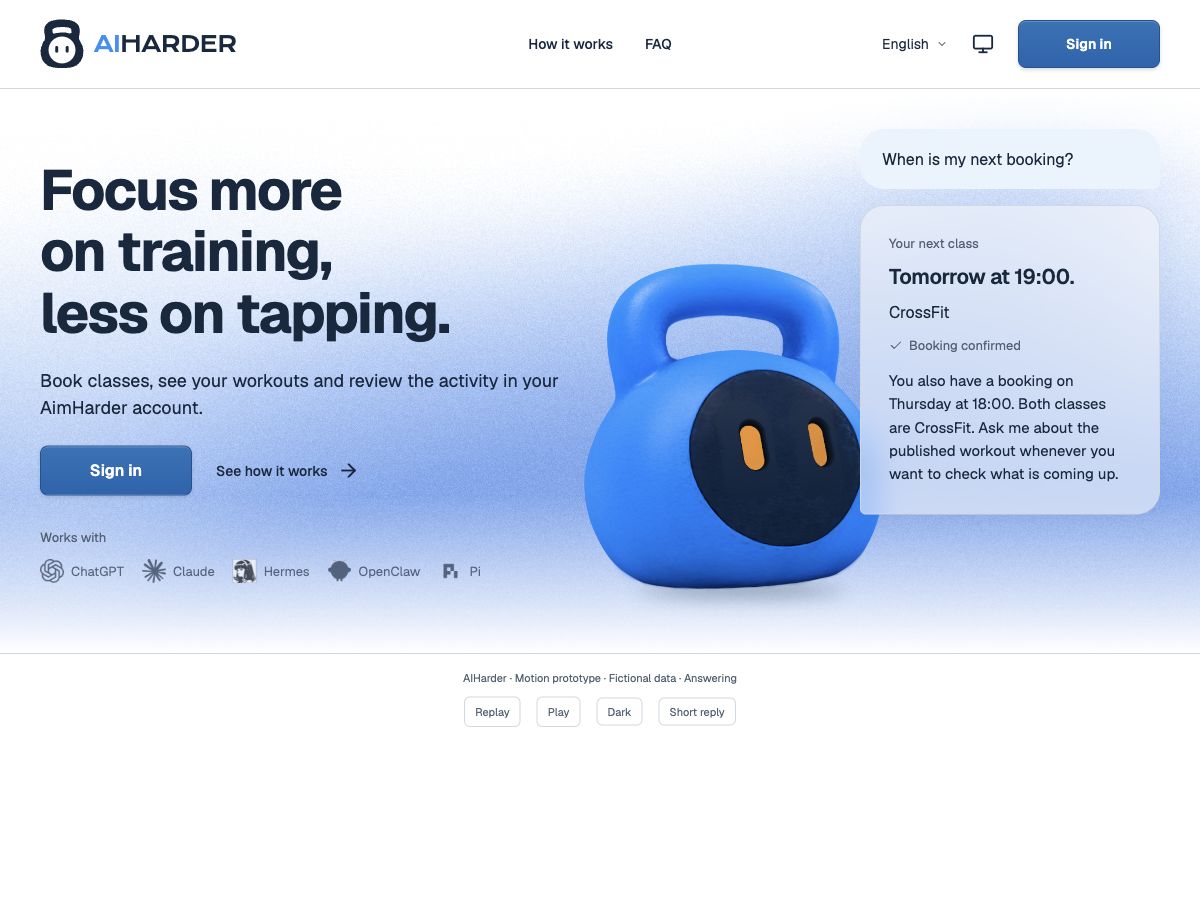 AIHARDER
How it works
FAQ
English
Sign in
Focus more
on training,
less on tapping.
Book classes, see your workouts and review the activity in your
AimHarder account.
Sign in
See how it works
Works with
ChatGPT
Claude
Hermes
OpenClaw
Pi
When is my next booking?
Your next class
Tomorrow at 19:00.
CrossFit
Booking confirmed
You also have a booking on
Thursday at 18:00. Both classes
are CrossFit. Ask me about the
published workout whenever you
want to check what is coming up.
AIHarder · Motion prototype · Fictional data · Answering
Replay
Play
Dark
Short reply